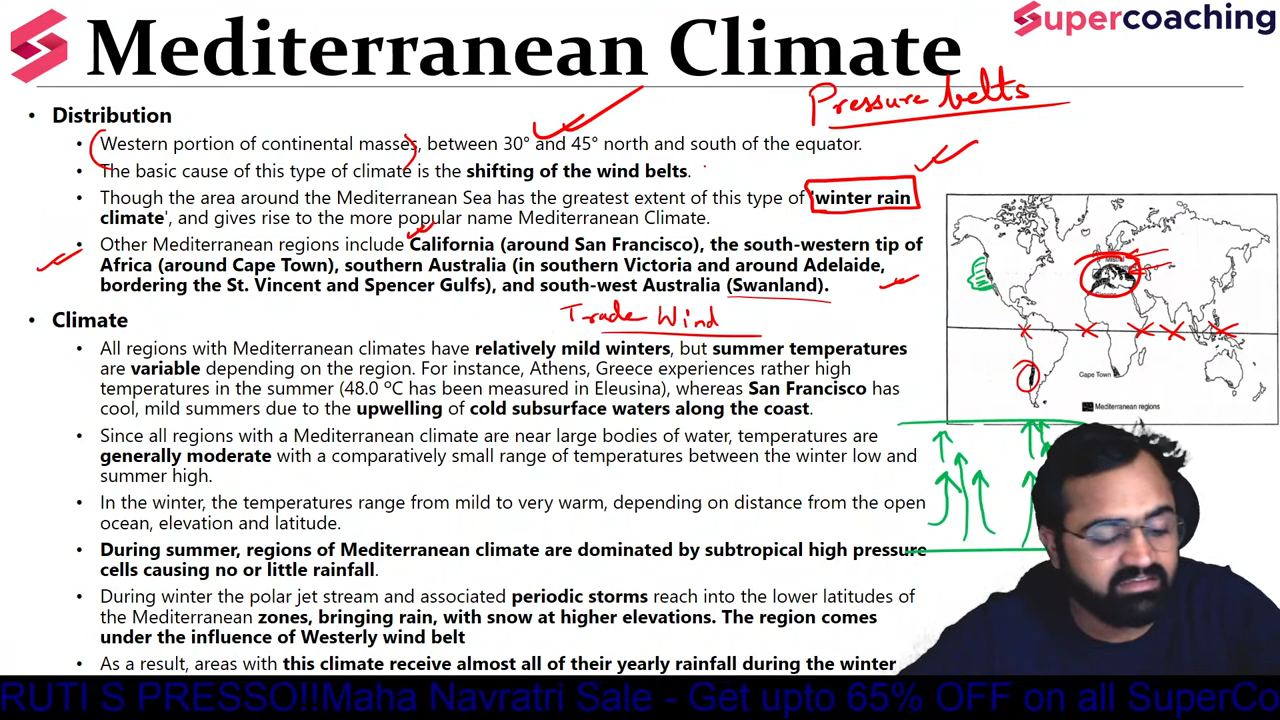 Mediterranean Climate
Supercoaching
Pressure belts
• Distribution
• Western portion of continental masses, between 30° and 45° north and south of the equator.
• The basic cause of this type of climate is the shifting of the wind belts.
• Though the area around the Mediterranean Sea has the greatest extent of this type of 'winter rain
climate', and gives rise to the more popular name Mediterranean Climate.
• Other Mediterranean regions include California (around San Francisco), the south-western tip of
Africa (around Cape Town), southern Australia (in southern Victoria and around Adelaide,
bordering the St. Vincent and Spencer Gulfs), and south-west Australia (Swanland).
Trade Wind
• Climate
• All regions with Mediterranean climates have relatively mild winters, but summer temperatures
are variable depending on the region. For instance, Athens, Greece experiences rather high
temperatures in the summer (48.0 ºC has been measured in Eleusina), whereas San Francisco has
cool, mild summers due to the upwelling of cold subsurface waters along the coast.
• Since all regions with a Mediterranean climate are near large bodies of water, temperatures are
generally moderate with a comparatively small range of temperatures between the winter low and
summer high.
• In the winter, the temperatures range from mild to very warm, depending on distance from the open
ocean, elevation and latitude.
• During summer, regions of Mediterranean climate are dominated by subtropical high pressure
cells causing no or little rainfall.
• During winter the polar jet stream and associated periodic storms reach into the lower latitudes of
the Mediterranean zones, bringing rain, with snow at higher elevations. The region comes
under the influence of Westerly wind belt
• As a result, areas with this climate receive almost all of their yearly rainfall during the winter
Cape Town
Mediterranean regions
RUTI S PRESSO!!Maha Navratri Sale - Get upto 65% OFF on all SuperCo